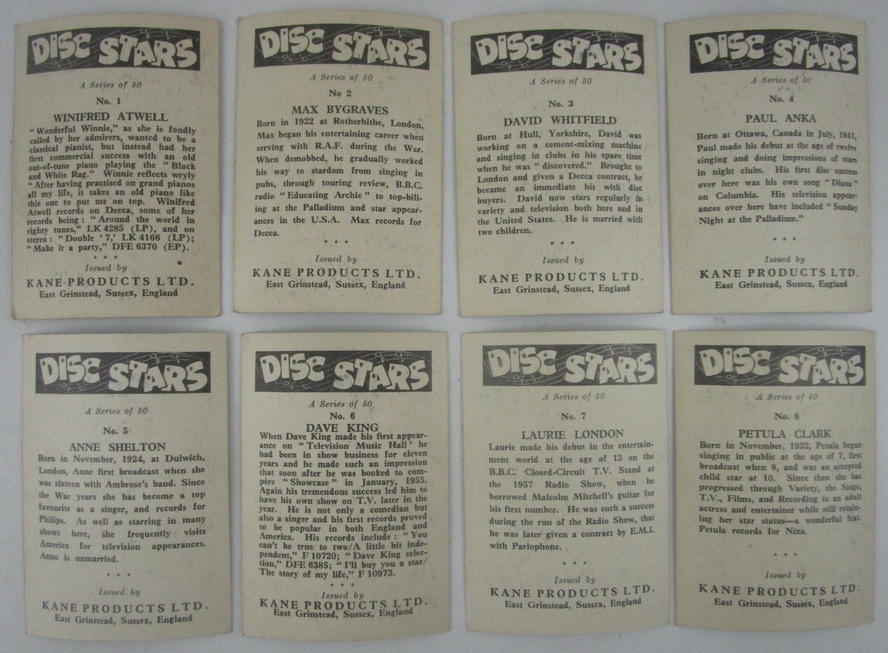 DISC STARS
A Series of 50
No. 1
WINIFRED ATWELL
"Wonderful Winnie," as she is fondly
called by her admirers, wanted to be a
classical pianist, but instead had her
first commercial success with an old
out-of-tune piano playing the "Black
and White Rag." Winnie reflects wryly
"After having practised on grand pianos
all my life, it takes an old piano like
this one to put me on top. Winifred
Atwell records on Decca, some of her
records being: "Around the world in
eighty tunes," LK 4285 (LP), and on
stereo: "Double '7,' LK 4166 (LP);
"Make it a party," DFE 6370 (EP).
* * *
Issued by
KANE PRODUCTS LTD.
East Grinstead, Sussex, England
DISC STARS
A Series of 50
No 2
MAX BYGRAVES
Born in 1922 at Rotherhithe, London,
Max began his entertaining career when
serving with R.A.F. during the War.
When demobbed, he gradually worked
his way to stardom from singing in
pubs, through touring review, B.B.C.
radio "Educating Archie" to top-bill-
ing at the Palladium and star appear-
ances in the U.S.A. Max records for
Decca.
* * *
Issued by
KANE PRODUCTS LTD.
East Grinstead, Sussex, England
DISC STARS
A Series of 50
No. 3
DAVID WHITFIELD
Born at Hull, Yorkshire, David was
working on a cement-mixing machine
and singing in clubs in his spare time
when he was "discovered." Brought to
London and given a Decca contract, he
became an immediate hit with disc
buyers. David now stars regularly in
variety and television both here and in
the United States. He is married with
two children.
* * *
Issued by
KANE PRODUCTS LTD.
East Grinstead, Sussex, England
DISC STARS
A Series of 50
No. 4
PAUL ANKA
Born at Ottawa, Canada in July, 1941,
Paul made his debut at the age of twelve
singing and doing impressions of stars
in night clubs. His first disc success
over here was his own song "Diana"
on Columbia. His television appear-
ances over here have included "Sunday
Night at the Palladium."
* * *
Issued by
KANE PRODUCTS LTD.
East Grinstead, Sussex, England
DISC STARS
A Series of 50
No. 5
ANNE SHELTON
Born in November, 1924, at Dulwich,
London, Anne first broadcast when she
was sixteen with Ambrose's band. Since
the War years she has become a top
favourite as a singer, and records for
Philips. As well as starring in many
shows here, she frequently visits
America for television appearances.
Anne is unmarried.
* * *
Issued by
KANE PRODUCTS LTD.
East Grinstead, Sussex, England
DISC STARS
A Series of 50
No. 6
DAVE KING
When Dave King made his first appear-
ance on "Television Music Hall' he
had been in show business for eleven
years and he made such an impression
that soon after he was booked to com-
père "Showcase" in January, 1955.
Again his tremendous success led him to
have his own show on T.V. later in the
year. He is not only a comedian but
also a singer and his first records proved
to be popular in both England and
America. His records include: "You
can't be true to two/A little bit inde-
pendent," F 10720; "Dave King selec-
tion," DFE 6385; "I'll buy you a star/
The story of my life," F 10973.
* * *
Issued by
KANE PRODUCTS LTD.
East Grinstead, Sussex, England
DISC STARS
A Series of 50
No. 7
LAURIE LONDON
Laurie made his debut in the entertain-
ment world at the age of 13 on the
B.B.C. Closed-Circuit T.V. Stand at
the 1957 Radio Show, when he
borrowed Malcolm Mitchell's guitar for
his first number. He was such a success
during the run of the Radio Show, that
he was later given a contract by E.M.I.
with Parlophone.
* * *
Issued by
KANE PRODUCTS LTD.
East Grinstead, Sussex, England
DISC STARS
A Series of 50
No. 8
PETULA CLARK
Born in November, 1932, Petula began
singing in public at the age of 7, first
broadcast when 9, and was an accepted
child star at 10. Since then she has
progressed through Variety, the Stage,
T.V., Films, and Recording to an adult
actress and entertainer while still retain-
ing her star status—a wonderful feat.
Petula records for Nixa.
* * *
Issued by
KANE PRODUCTS LTD.
East Grinstead, Sussex, England